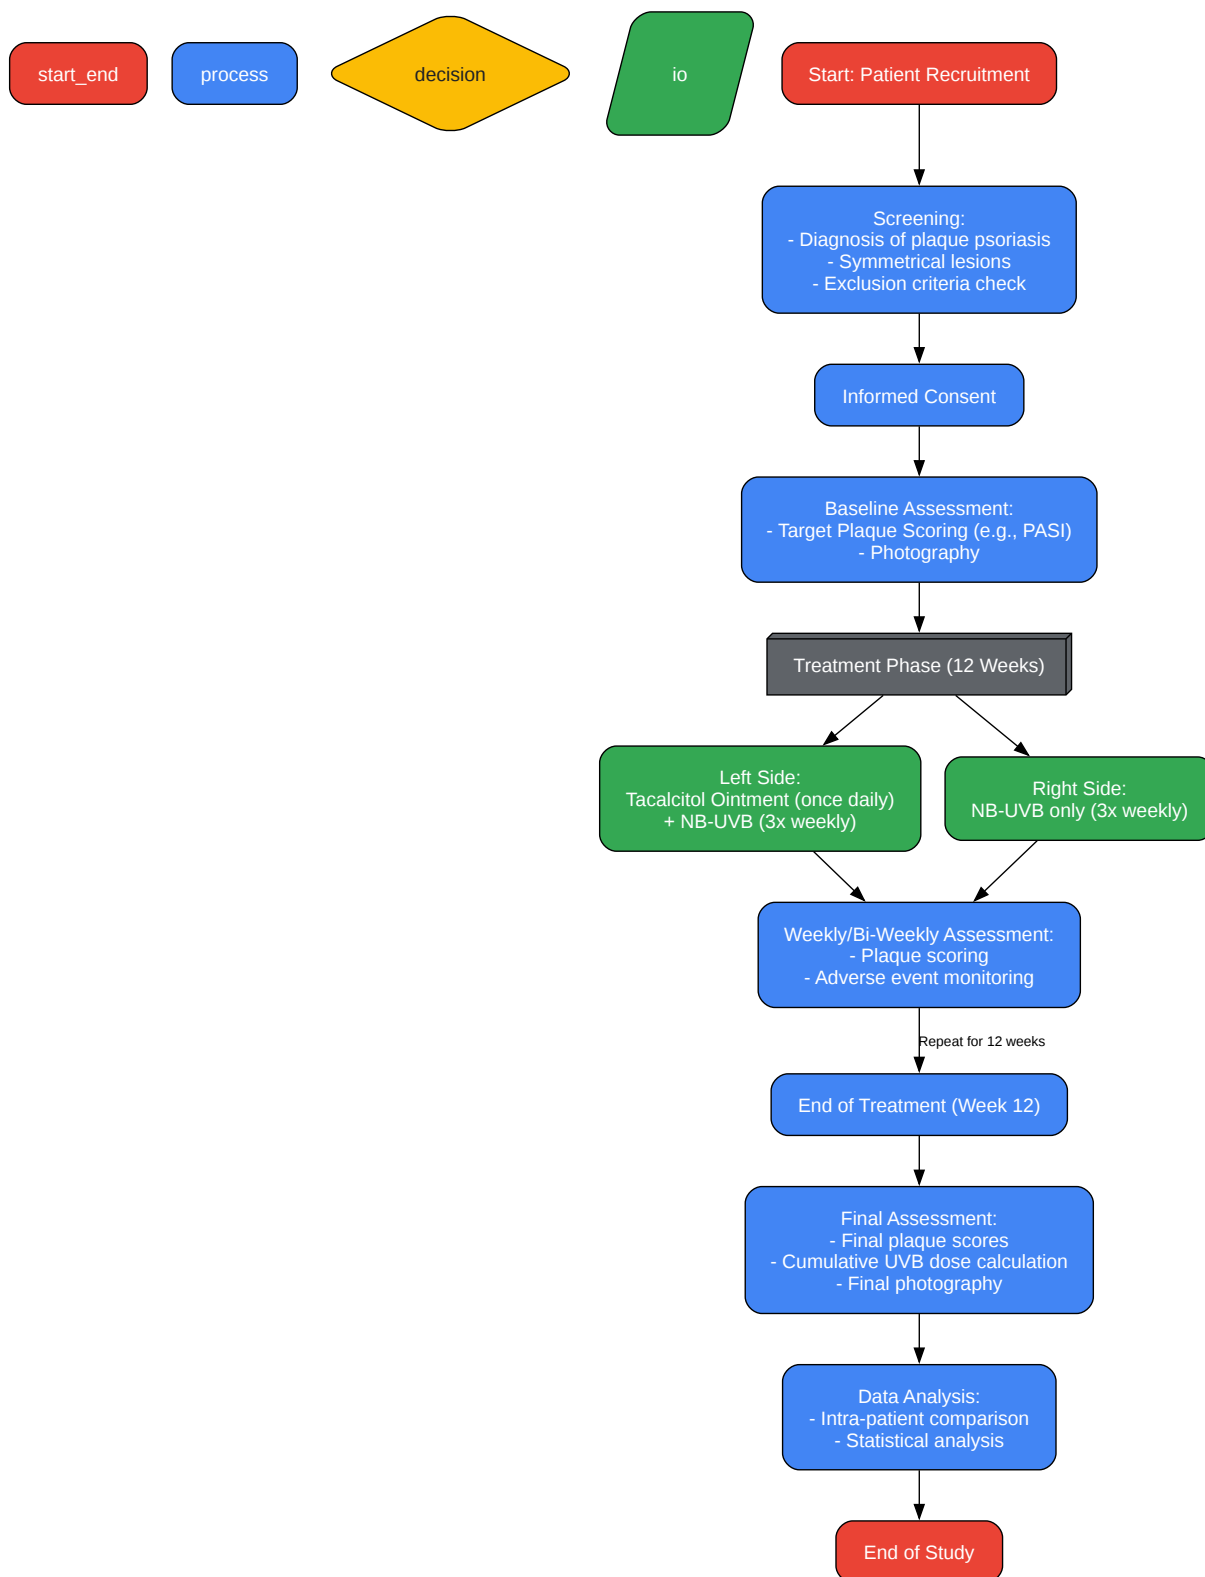 start_end
process
decision
io
Start: Patient Recruitment
Screening:
- Diagnosis of plaque psoriasis
- Symmetrical lesions
- Exclusion criteria check
Informed Consent
Baseline Assessment:
- Target Plaque Scoring (e.g., PASI)
- Photography
Treatment Phase (12 Weeks)
Left Side:
Tacalcitol Ointment (once daily)
+ NB-UVB (3x weekly)
Right Side:
NB-UVB only (3x weekly)
Weekly/Bi-Weekly Assessment:
- Plaque scoring
- Adverse event monitoring
Repeat for 12 weeks
End of Treatment (Week 12)
Final Assessment:
- Final plaque scores
- Cumulative UVB dose calculation
- Final photography
Data Analysis:
- Intra-patient comparison
- Statistical analysis
End of Study